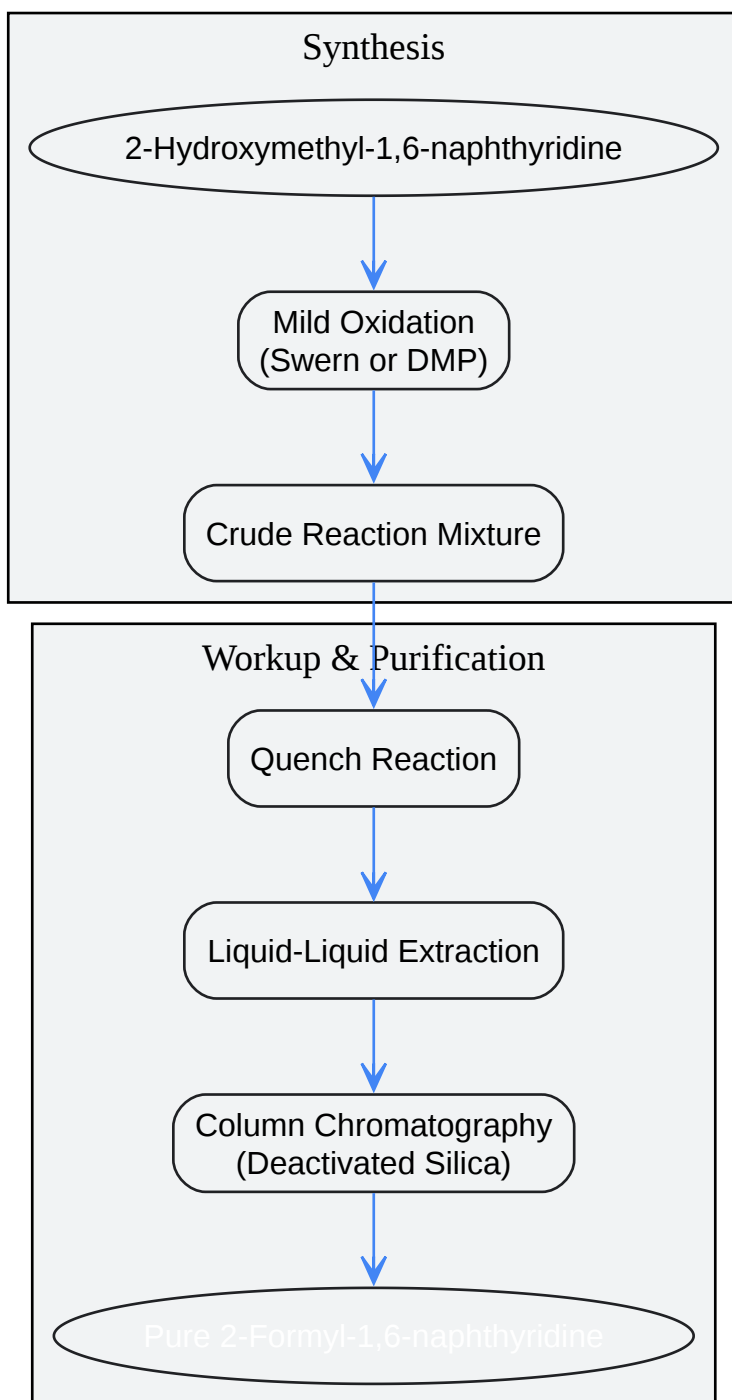 Synthesis
2-Hydroxymethyl-1,6-naphthyridine
Mild Oxidation
(Swern or DMP)
Crude Reaction Mixture
Workup & Purification
Quench Reaction
Liquid-Liquid Extraction
Column Chromatography
(Deactivated Silica)
Pure 2-Formyl-1,6-naphthyridine